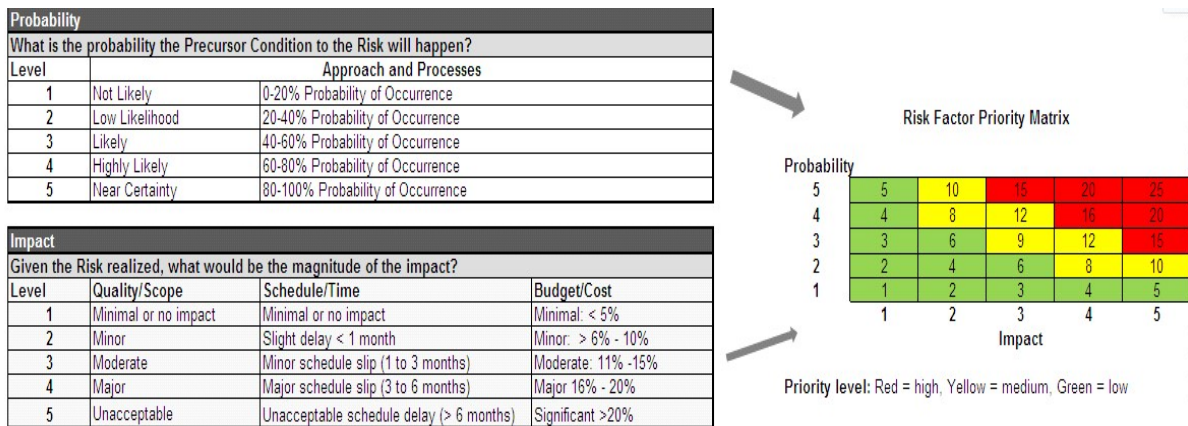 Probability
What is the probability the Precursor Condition to the Risk will happen?
Level Approach and Processes
1 Not Likely 0-20% Probability of Occurrence
2 Low Likelihood 20-40% Probability of Occurrence
3 Likely 40-60% Probability of Occurrence
4 Highly Likely 60-80% Probability of Occurrence
5 Near Certainty 80-100% Probability of Occurrence
Impact
Given the Risk realized, what would be the magnitude of the impact?
Level Quality/Scope Schedule/Time Budget/Cost
1 Minimal or no impact Minimal or no impact Minimal: < 5%
2 Minor Slight delay < 1 month Minor: > 6% - 10%
3 Moderate Minor schedule slip (1 to 3 months) Moderate: 11% -15%
4 Major Major schedule slip (3 to 6 months) Major 16% - 20%
5 Unacceptable Unacceptable schedule delay (> 6 months) Significant >20%
Risk Factor Priority Matrix
Probability
5 5 10 15 20 25
4 4 8 12 16 20
3 3 6 9 12 15
2 2 4 6 8 10
1 1 2 3 4 5
1 2 3 4 5
Impact
Priority level: Red = high, Yellow = medium, Green = low